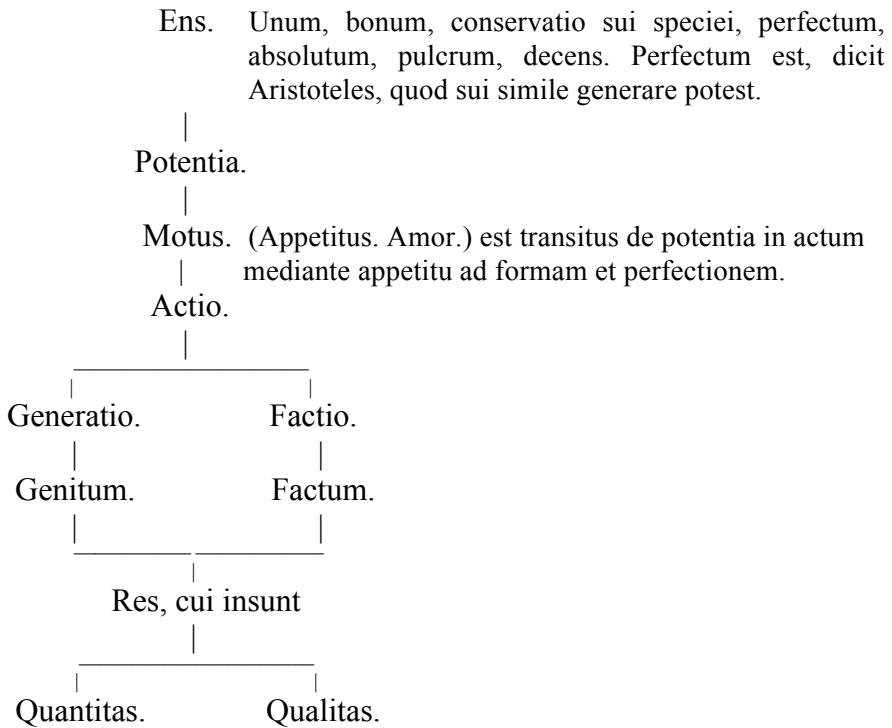 Ens. Unum, bonum, conservatio sui speciei, perfectum,
absolutum, pulcrum, decens. Perfectum est, dicit
Aristoteles, quod sui simile generare potest.
Potentia.
Motus. (Appetitus. Amor.) est transitus de potentia in actum
mediante appetitu ad formam et perfectionem.
Actio.
Generatio. Factio.
Genitum. Factum.
Res, cui insunt
Quantitas. Qualitas.